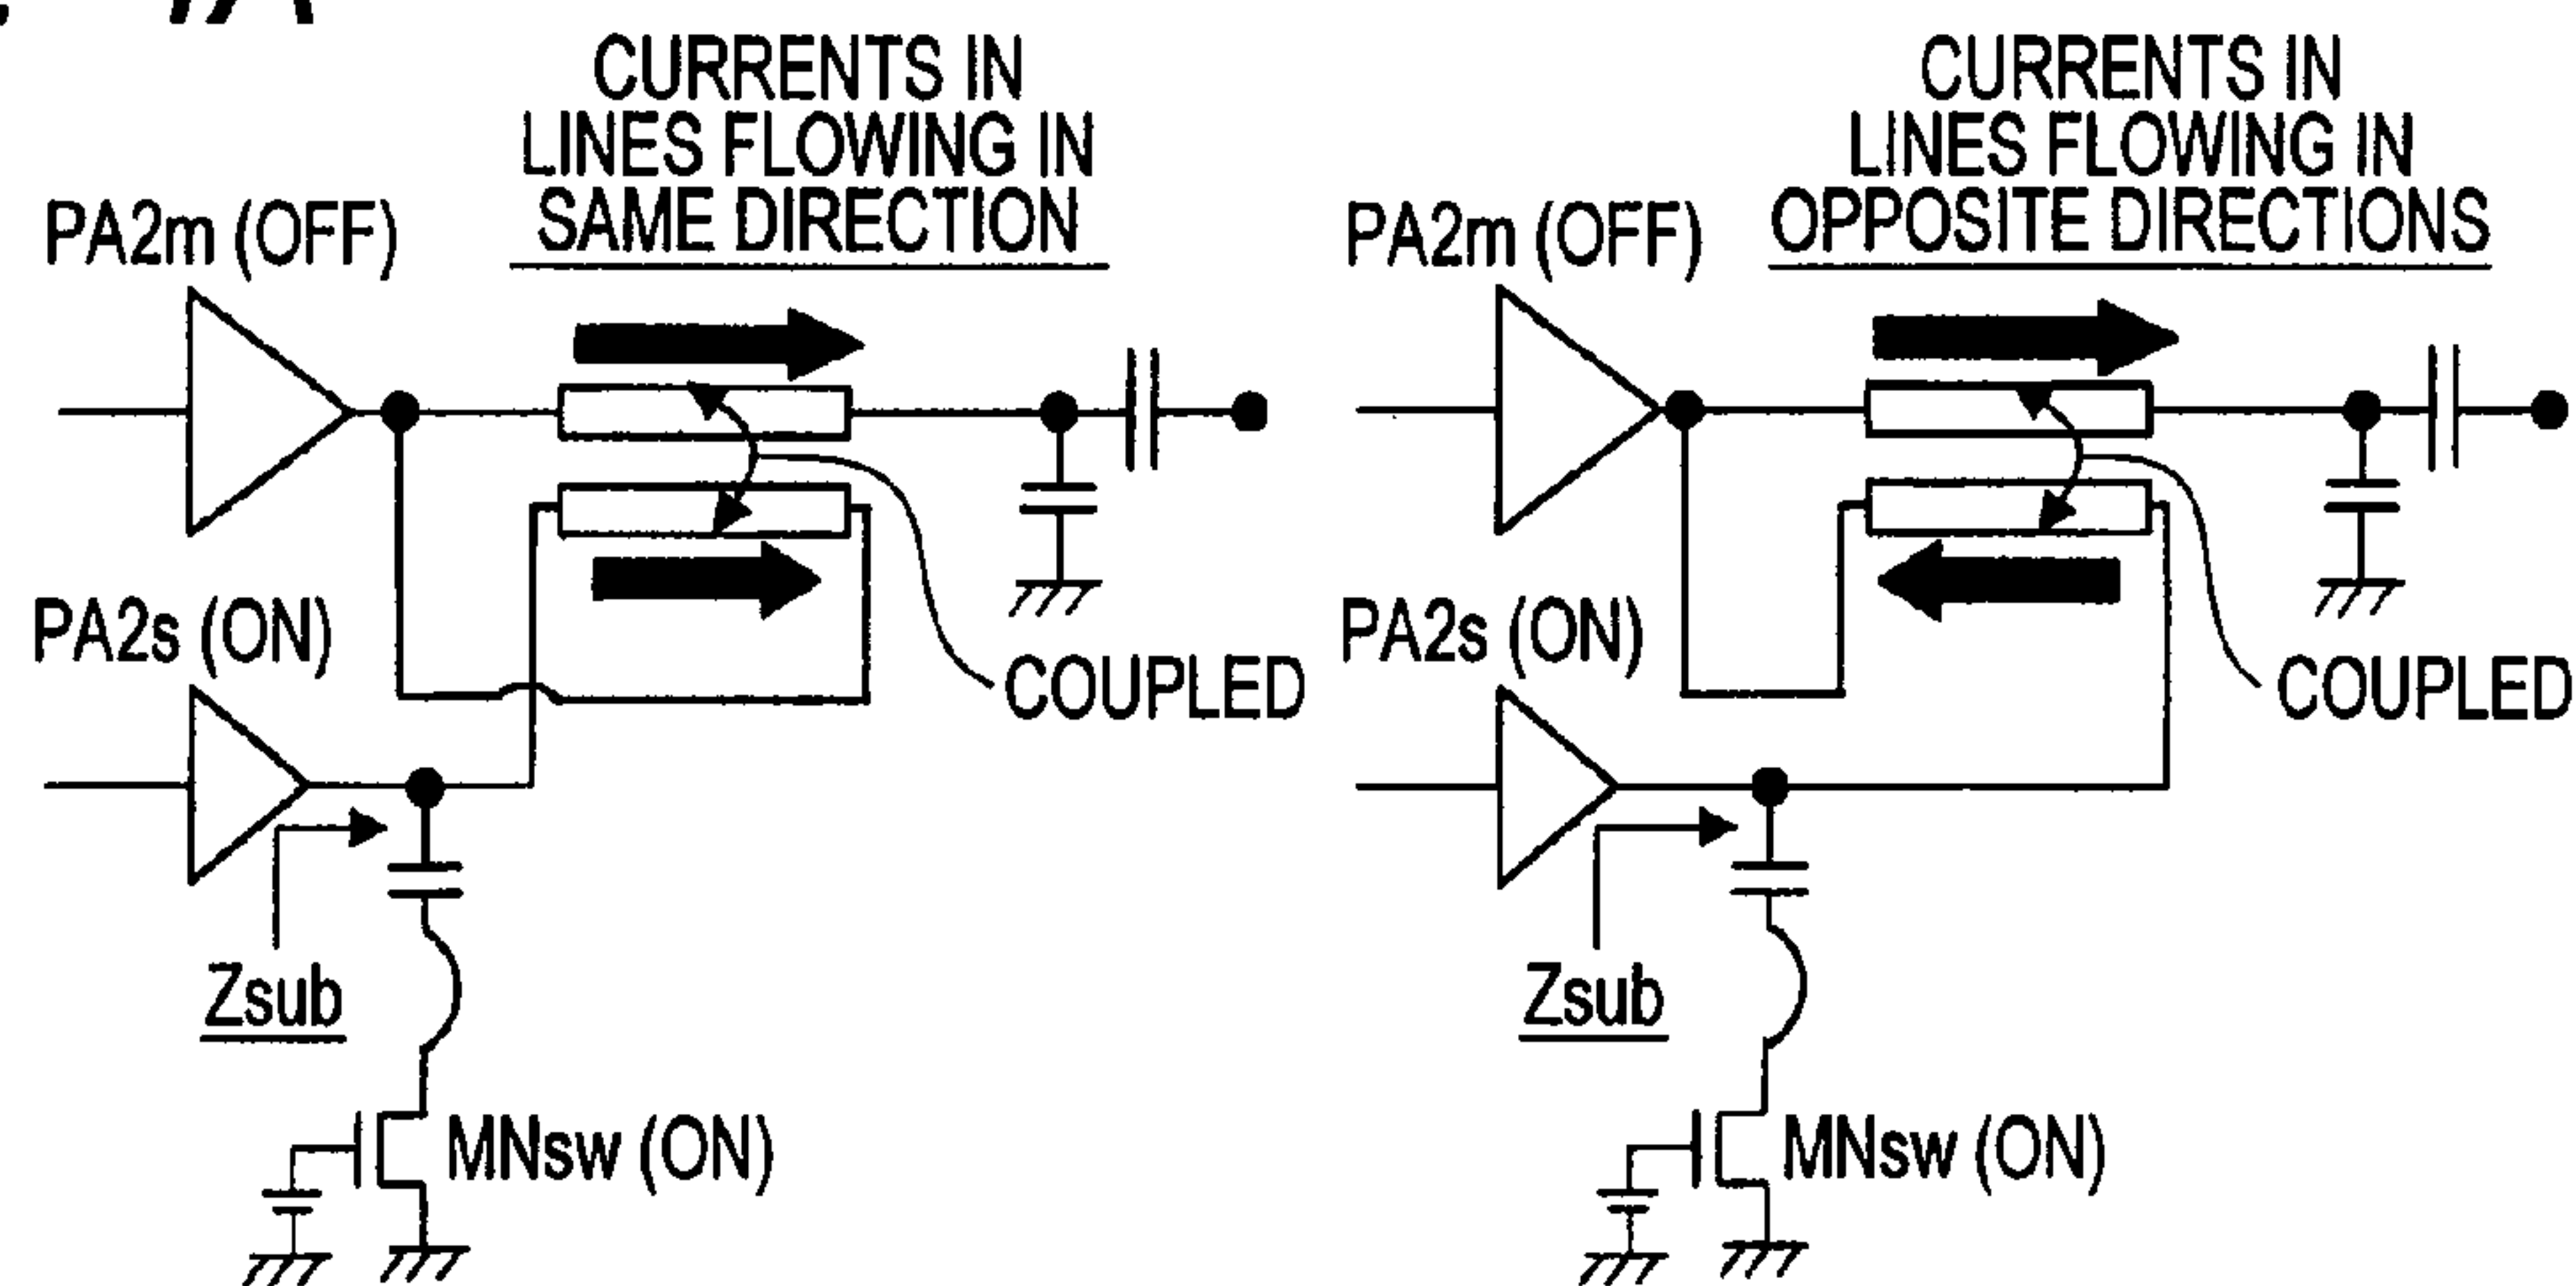 CURRENTS IN
LINES FLOWING IN
SAME DIRECTION
PA2m (OFF)
PA2s (ON)
COUPLED
Zsub
MNsw (ON)
CURRENTS IN
LINES FLOWING IN
OPPOSITE DIRECTIONS
PA2m (OFF)
PA2s (ON)
COUPLED
Zsub
MNsw (ON)